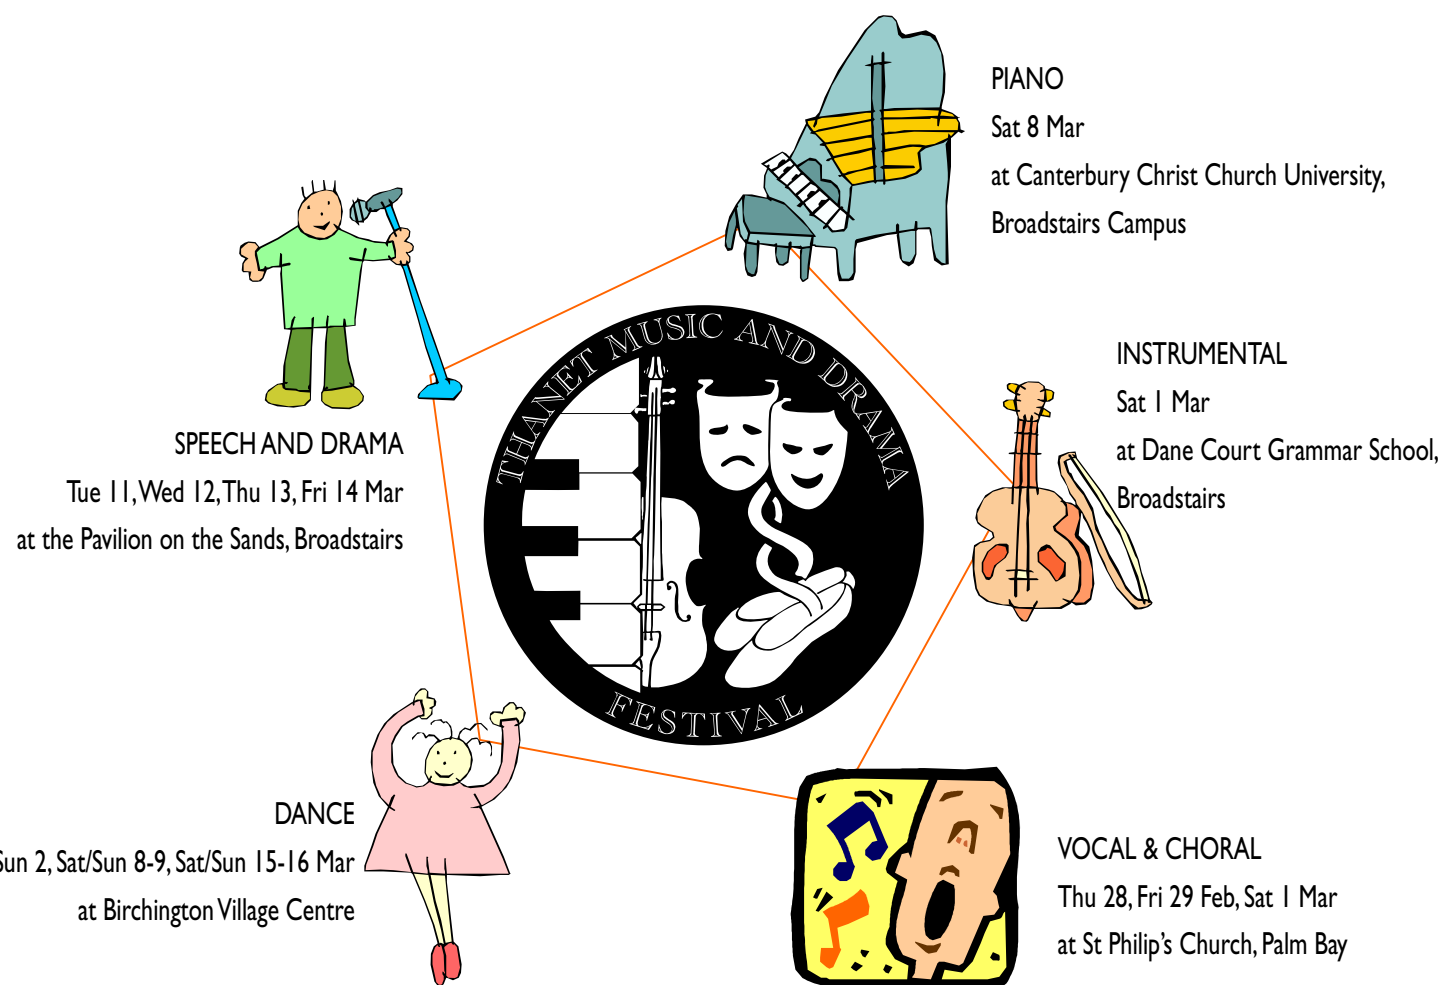 PIANO
Sat 8 Mar
at Canterbury Christ Church University,
Broadstairs Campus
THANET MUSIC AND DRAMA
FESTIVAL
INSTRUMENTAL
Sat 1 Mar
at Dane Court Grammar School,
Broadstairs
SPEECH AND DRAMA
Tue 11, Wed 12, Thu 13, Fri 14 Mar
at the Pavilion on the Sands, Broadstairs
DANCE
Sun 2, Sat/Sun 8-9, Sat/Sun 15-16 Mar
at Birchington Village Centre
VOCAL & CHORAL
Thu 28, Fri 29 Feb, Sat 1 Mar
at St Philip's Church, Palm Bay